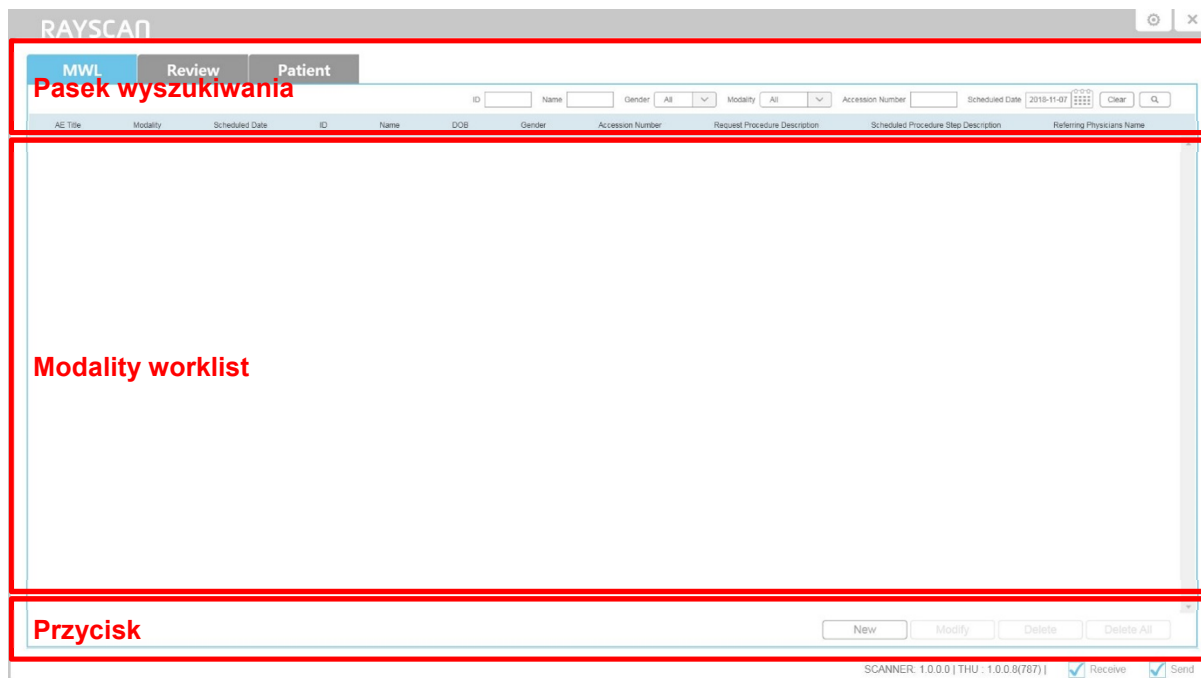 RAYSCAN
MWL Review Patient
Pasek wyszukiwania
ID Name Gender All Modality All Accession Number Scheduled Date 2018-11-07 Clear
AE Title Modality Scheduled Date ID Name DOB Gender Accession Number Request Procedure Description Scheduled Procedure Step Description Referring Physicians Name
Modality worklist
Przycisk
New Modify Delete Delete All
SCANNER: 1.0.0.0 | THU : 1.0.0.8(787) | Receive Send